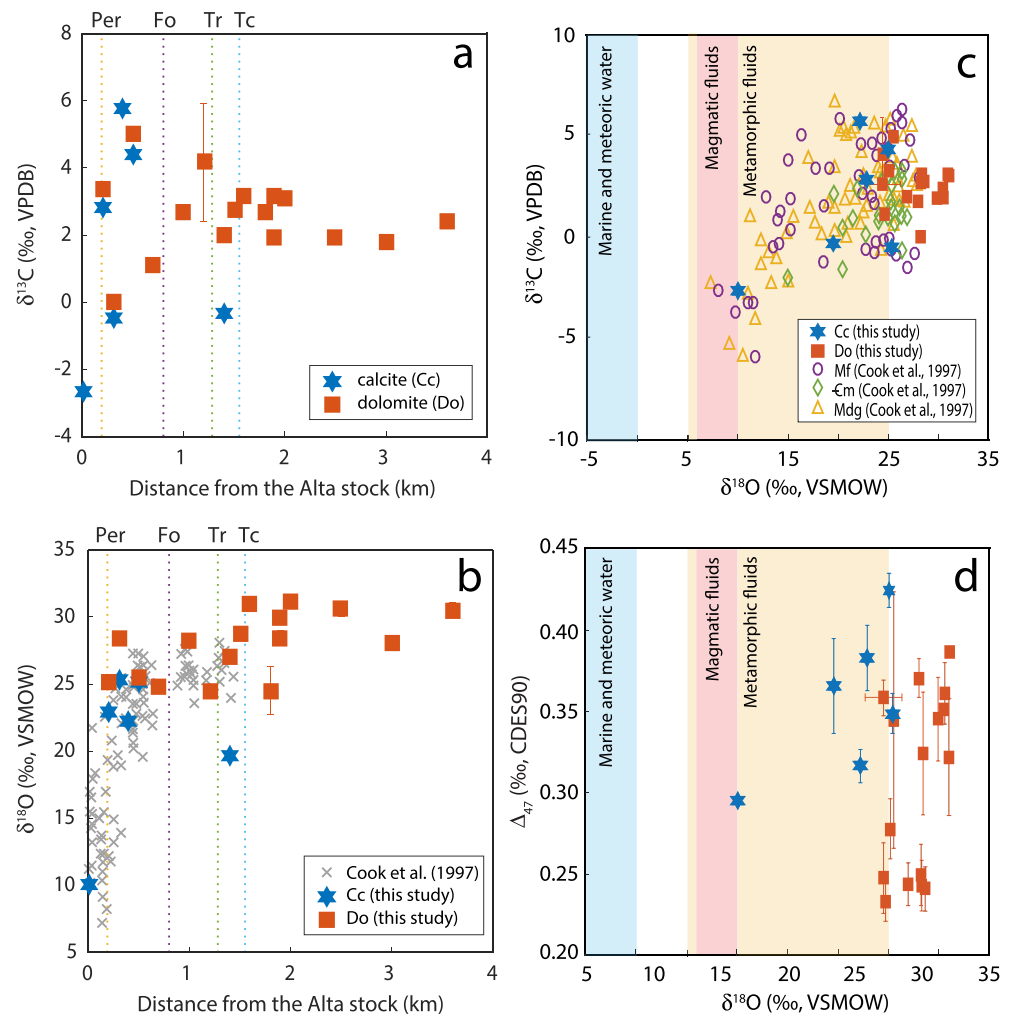 Per Fo Tr Tc
8
6
4
2
0
-2
-4
0 1 2 3 4
δ13C (‰, VPDB)
Distance from the Alta stock (km)
a
calcite (Cc)
dolomite (Do)
10
5
0
-5
-10
-5 5 15 25 35
δ13C (‰, VPDB)
δ18O (‰, VSMOW)
c
Marine and meteoric water
Magmatic fluids
Metamorphic fluids
Cc (this study)
Do (this study)
Mf (Cook et al., 1997)
-Cm (Cook et al., 1997)
Mdg (Cook et al., 1997)
Per Fo Tr Tc
35
30
25
20
15
10
5
0 1 2 3 4
δ18O (‰, VSMOW)
Distance from the Alta stock (km)
b
Cook et al. (1997)
Cc (this study)
Do (this study)
0.45
0.40
0.35
0.30
0.25
0.20
5 10 15 20 25 30 35
Δ47 (‰, CDES90)
δ18O (‰, VSMOW)
d
Marine and meteoric water
Magmatic fluids
Metamorphic fluids